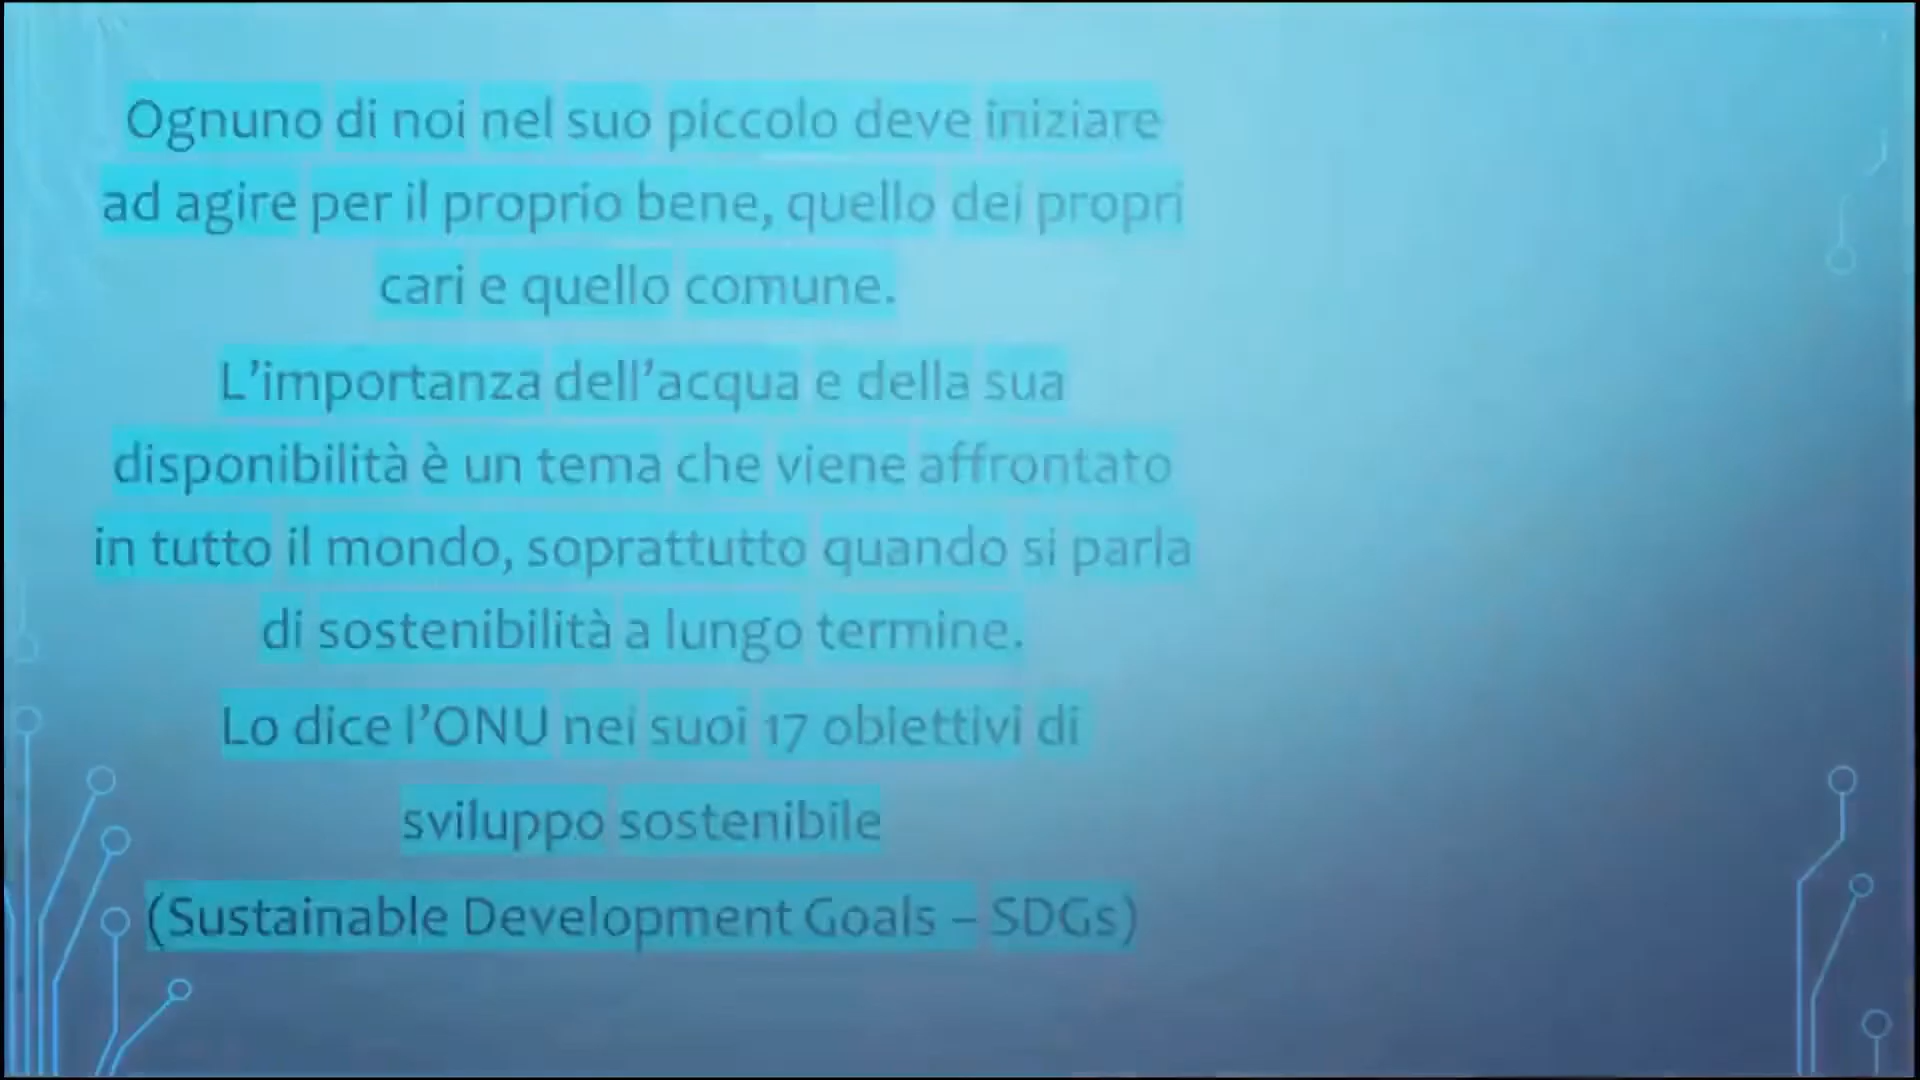 Ognuno di noi nel suo piccolo deve iniziare
ad agire per il proprio bene, quello dei propri
cari e quello comune.
L’importanza dell’acqua e della sua
disponibilità è un tema che viene affrontato
in tutto il mondo, soprattutto quando si parla
di sostenibilità a lungo termine.
Lo dice l’ONU nei suoi 17 obiettivi di
sviluppo sostenibile
(Sustainable Development Goals – SDGs)